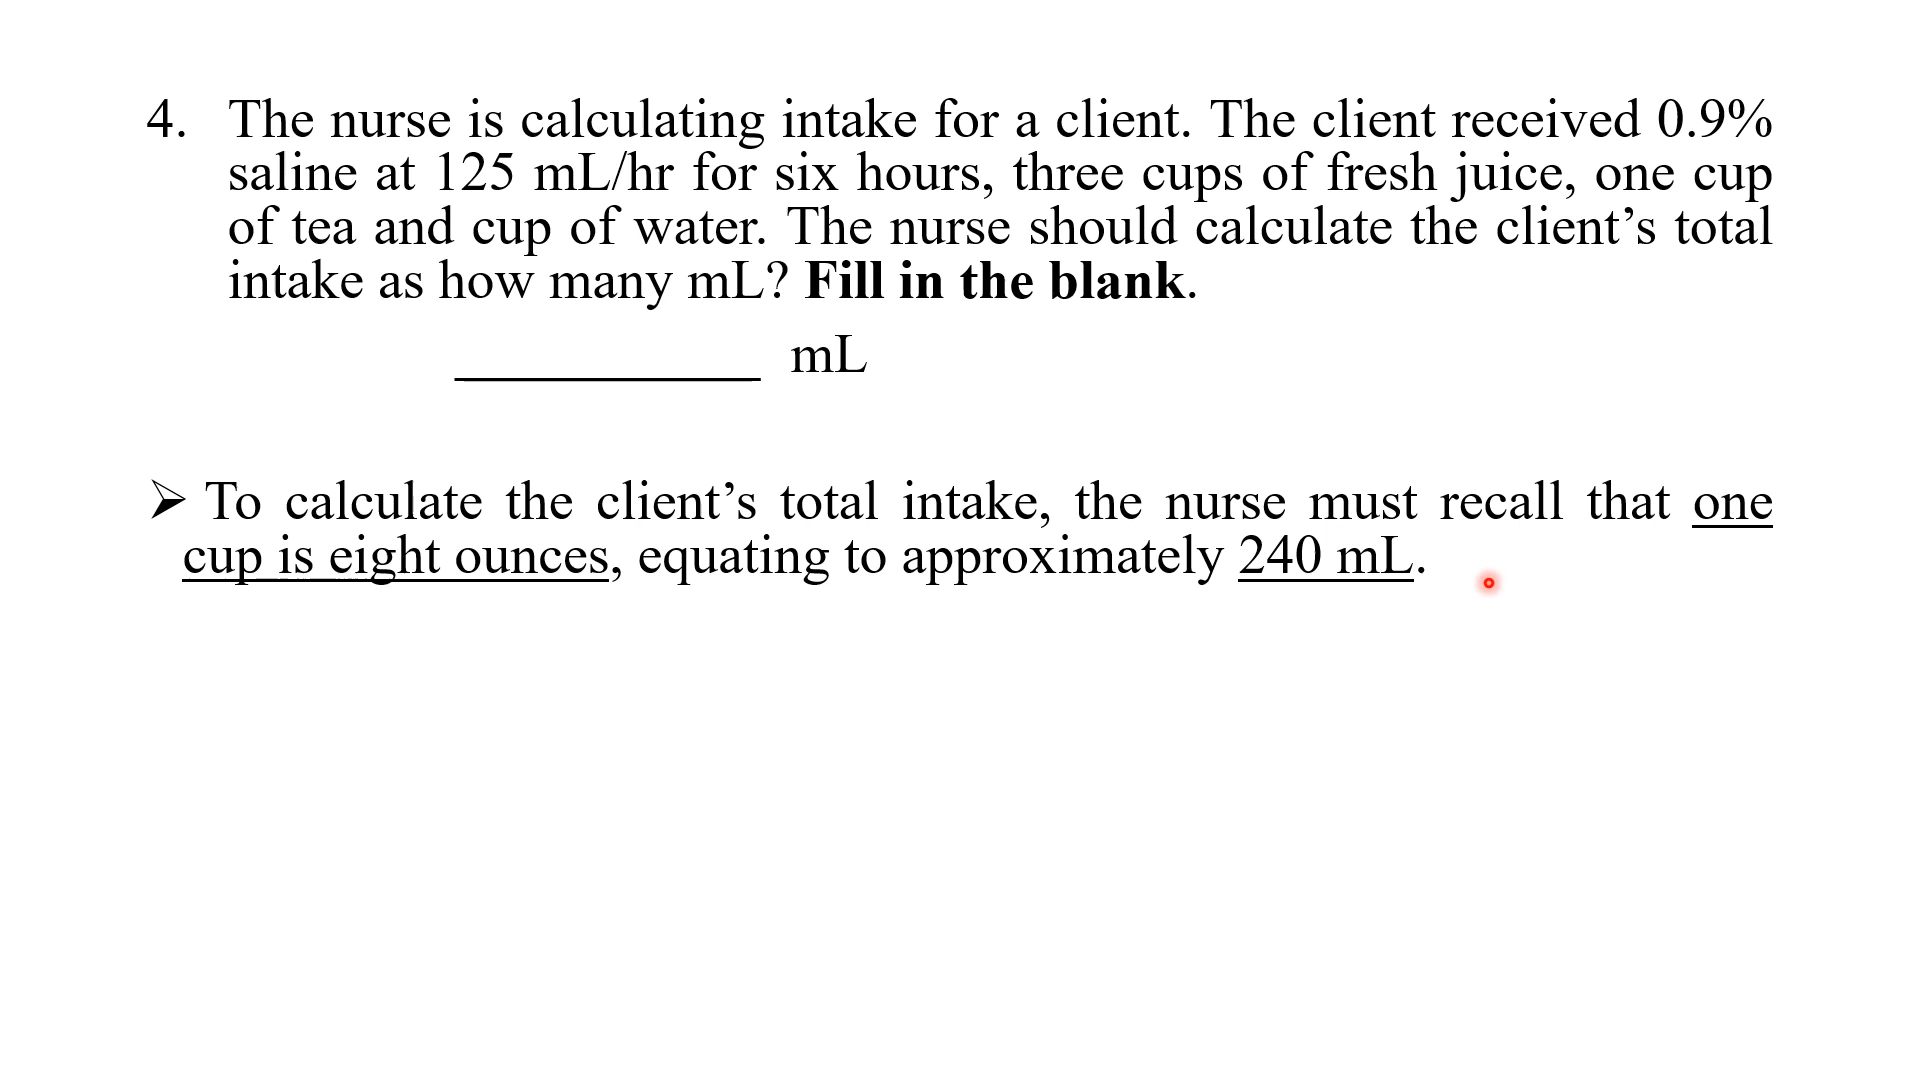 4. The nurse is calculating intake for a client. The client received 0.9%
saline at 125 mL/hr for six hours, three cups of fresh juice, one cup
of tea and cup of water. The nurse should calculate the client’s total
intake as how many mL? Fill in the blank.
___________ mL
➢ To calculate the client’s total intake, the nurse must recall that one
cup is eight ounces, equating to approximately 240 mL.